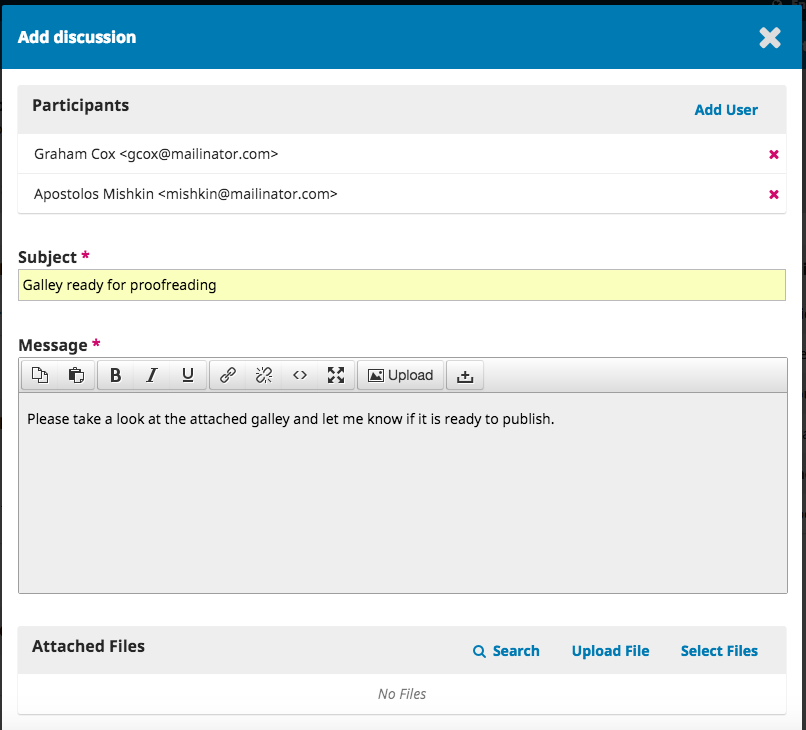 Add discussion
Participants
Add User
Graham Cox <gcox@mailinator.com>
Apostolos Mishkin <mishkin@mailinator.com>
Subject *
Galley ready for proofreading
Message *
B I U <> Upload
Please take a look at the attached galley and let me know if it is ready to publish.
Attached Files
Search Upload File Select Files
No Files